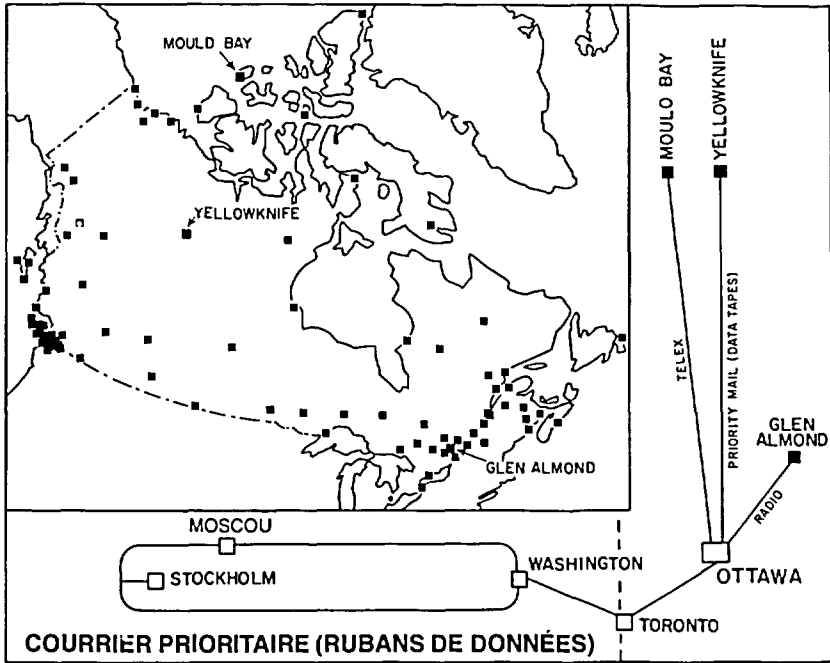 MOULD BAY
YELLOWKNIFE
GLEN ALMOND
MOULO BAY
YELLOWKNIFE
TELEX
PRIORITY MAIL (DATA TAPES)
GLEN
ALMOND
RADIO
MOSCOU
STOCKHOLM
WASHINGTON
OTTAWA
TORONTO
COURRIER PRIORITAIRE (RUBANS DE DONNÉES)